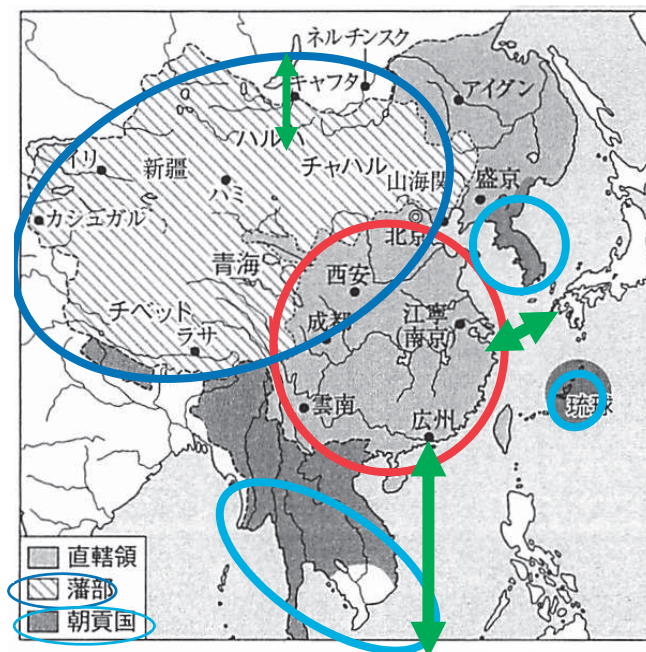 ネルチンスク
キャフタ
アイグン
ハルハ
チャハル
イリ
新疆
山海関
盛京
ハミ
カシュガル
北京
青海
西安
チベット
成都
江寧
(南京)
ラサ
雲南
広州
琉球
直轄領
藩部
朝貢国